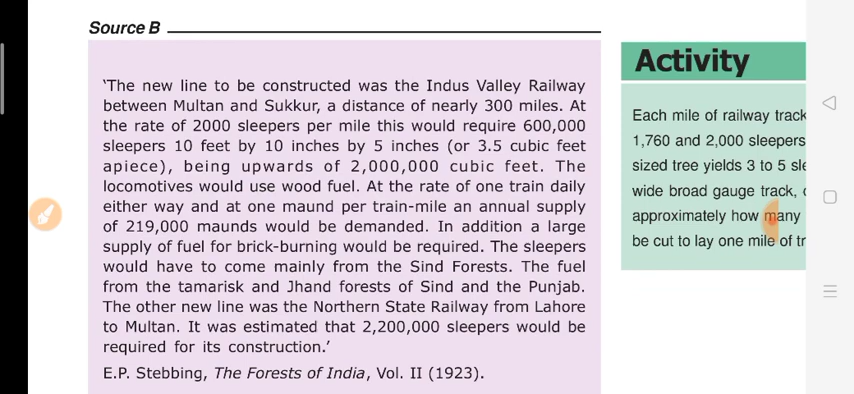 Source B
‘The new line to be constructed was the Indus Valley Railway
between Multan and Sukkur, a distance of nearly 300 miles. At
the rate of 2000 sleepers per mile this would require 600,000
sleepers 10 feet by 10 inches by 5 inches (or 3.5 cubic feet
apiece), being upwards of 2,000,000 cubic feet. The
locomotives would use wood fuel. At the rate of one train daily
either way and at one maund per train-mile an annual supply
of 219,000 maunds would be demanded. In addition a large
supply of fuel for brick-burning would be required. The sleepers
would have to come mainly from the Sind Forests. The fuel
from the tamarisk and Jhand forests of Sind and the Punjab.
The other new line was the Northern State Railway from Lahore
to Multan. It was estimated that 2,200,000 sleepers would be
required for its construction.’
E.P. Stebbing, The Forests of India, Vol. II (1923).
Activity
Each mile of railway track
1,760 and 2,000 sleepers
sized tree yields 3 to 5
wide broad gauge track,
approximately how many
be cut to lay one mile of